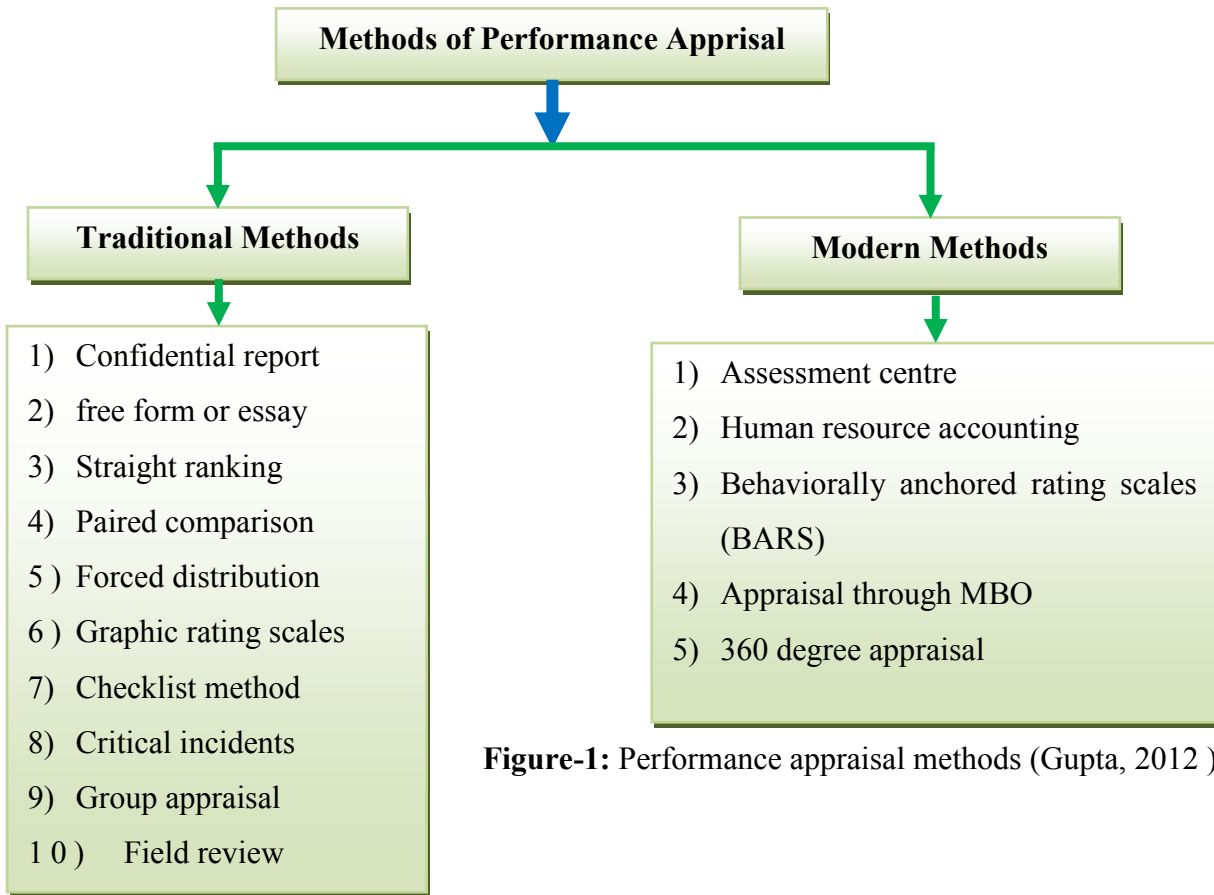 Methods of Performance Apprisal
Traditional Methods
1) Confidential report
2) free form or essay
3) Straight ranking
4) Paired comparison
5 ) Forced distribution
6 ) Graphic rating scales
7) Checklist method
8) Critical incidents
9) Group appraisal
1 0 ) Field review
Modern Methods
1) Assessment centre
2) Human resource accounting
3) Behaviorally anchored rating scales
(BARS)
4) Appraisal through MBO
5) 360 degree appraisal
Figure-1: Performance appraisal methods (Gupta, 2012 )